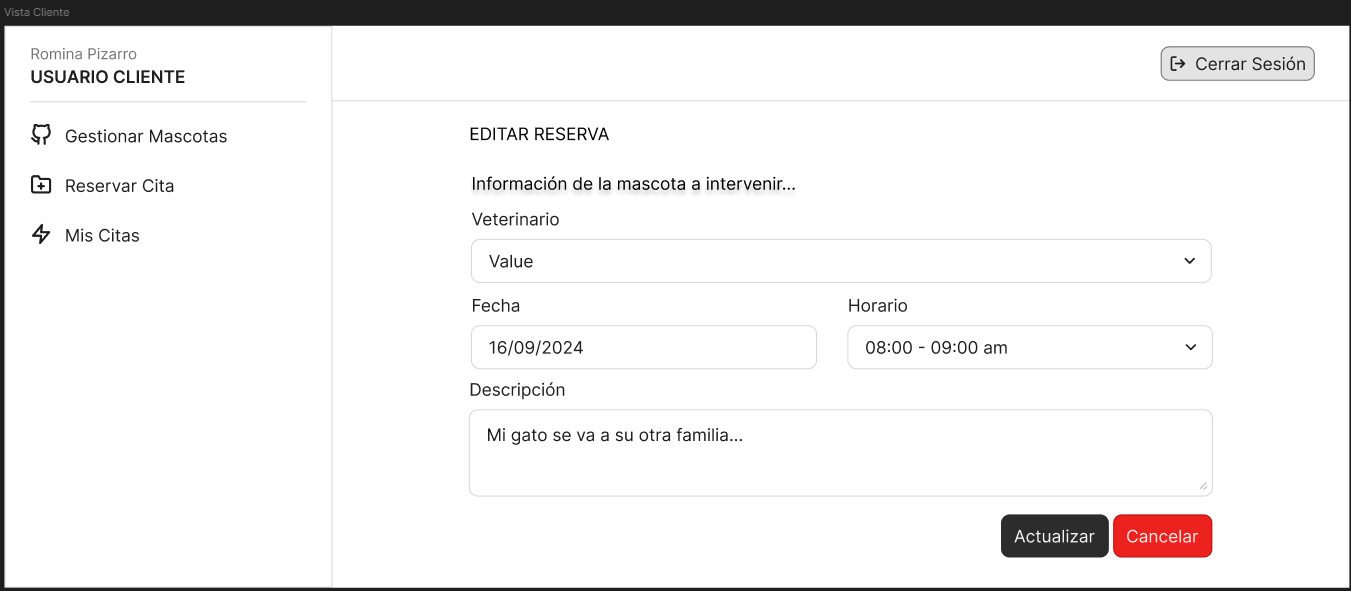 Vista Cliente
Romina Pizarro
USUARIO CLIENTE
Gestionar Mascotas
Reservar Cita
Mis Citas
Cerrar Sesión
EDITAR RESERVA
Información de la mascota a intervenir...
Veterinario
Value
Fecha
Horario
16/09/2024
08:00 - 09:00 am
Descripción
Mi gato se va a su otra familia...
Actualizar
Cancelar